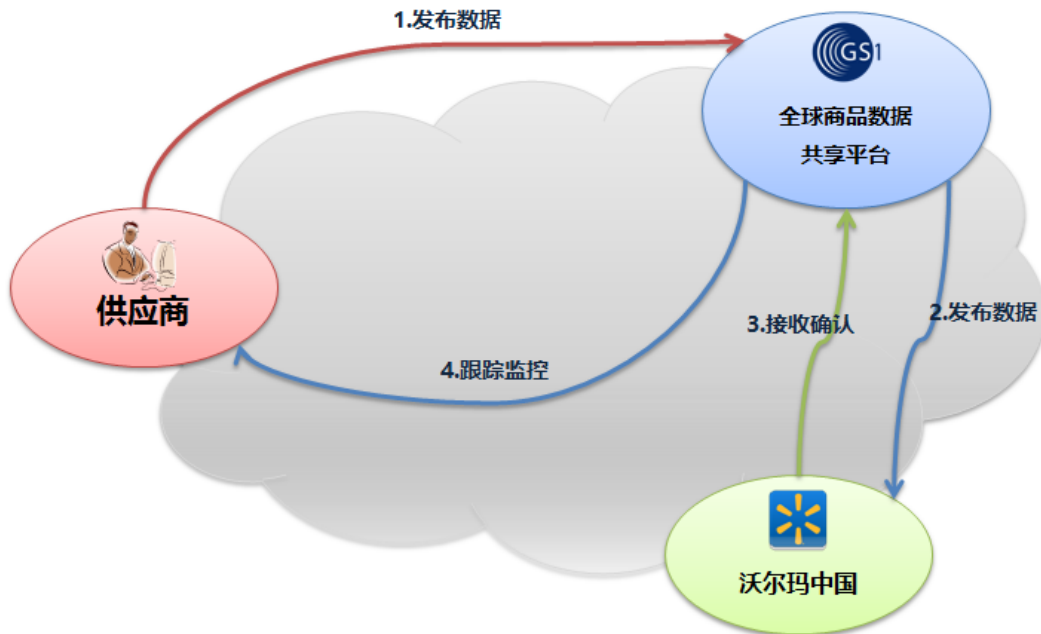 1.发布数据
GS1
全球商品数据
共享平台
供应商
2.发布数据
3.接收确认
4.跟踪监控
沃尔玛中国